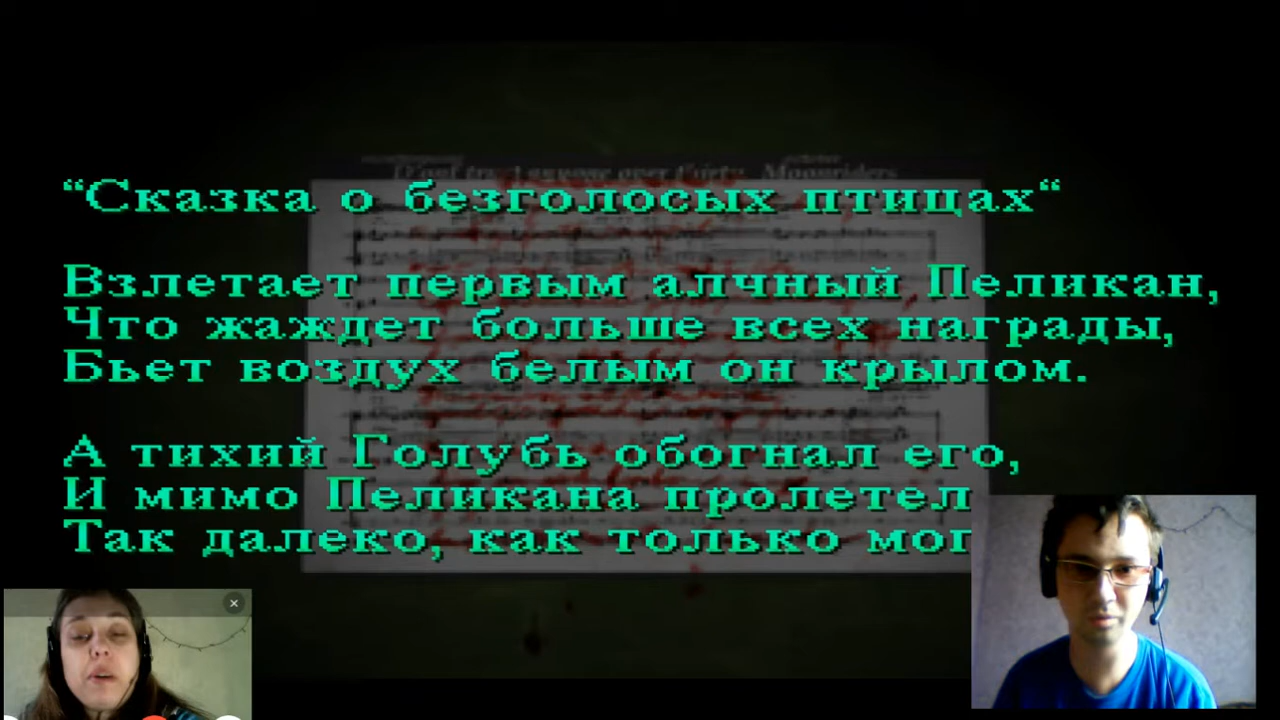 “Сказка о безголосых птицах“
Взлетает первым алчный Пеликан,
Что жаждет больше всех награды,
Бьет воздух белым он крылом.
А тихий Голубь обогнал его,
И мимо Пеликана пролетел
Так далеко, как только мог